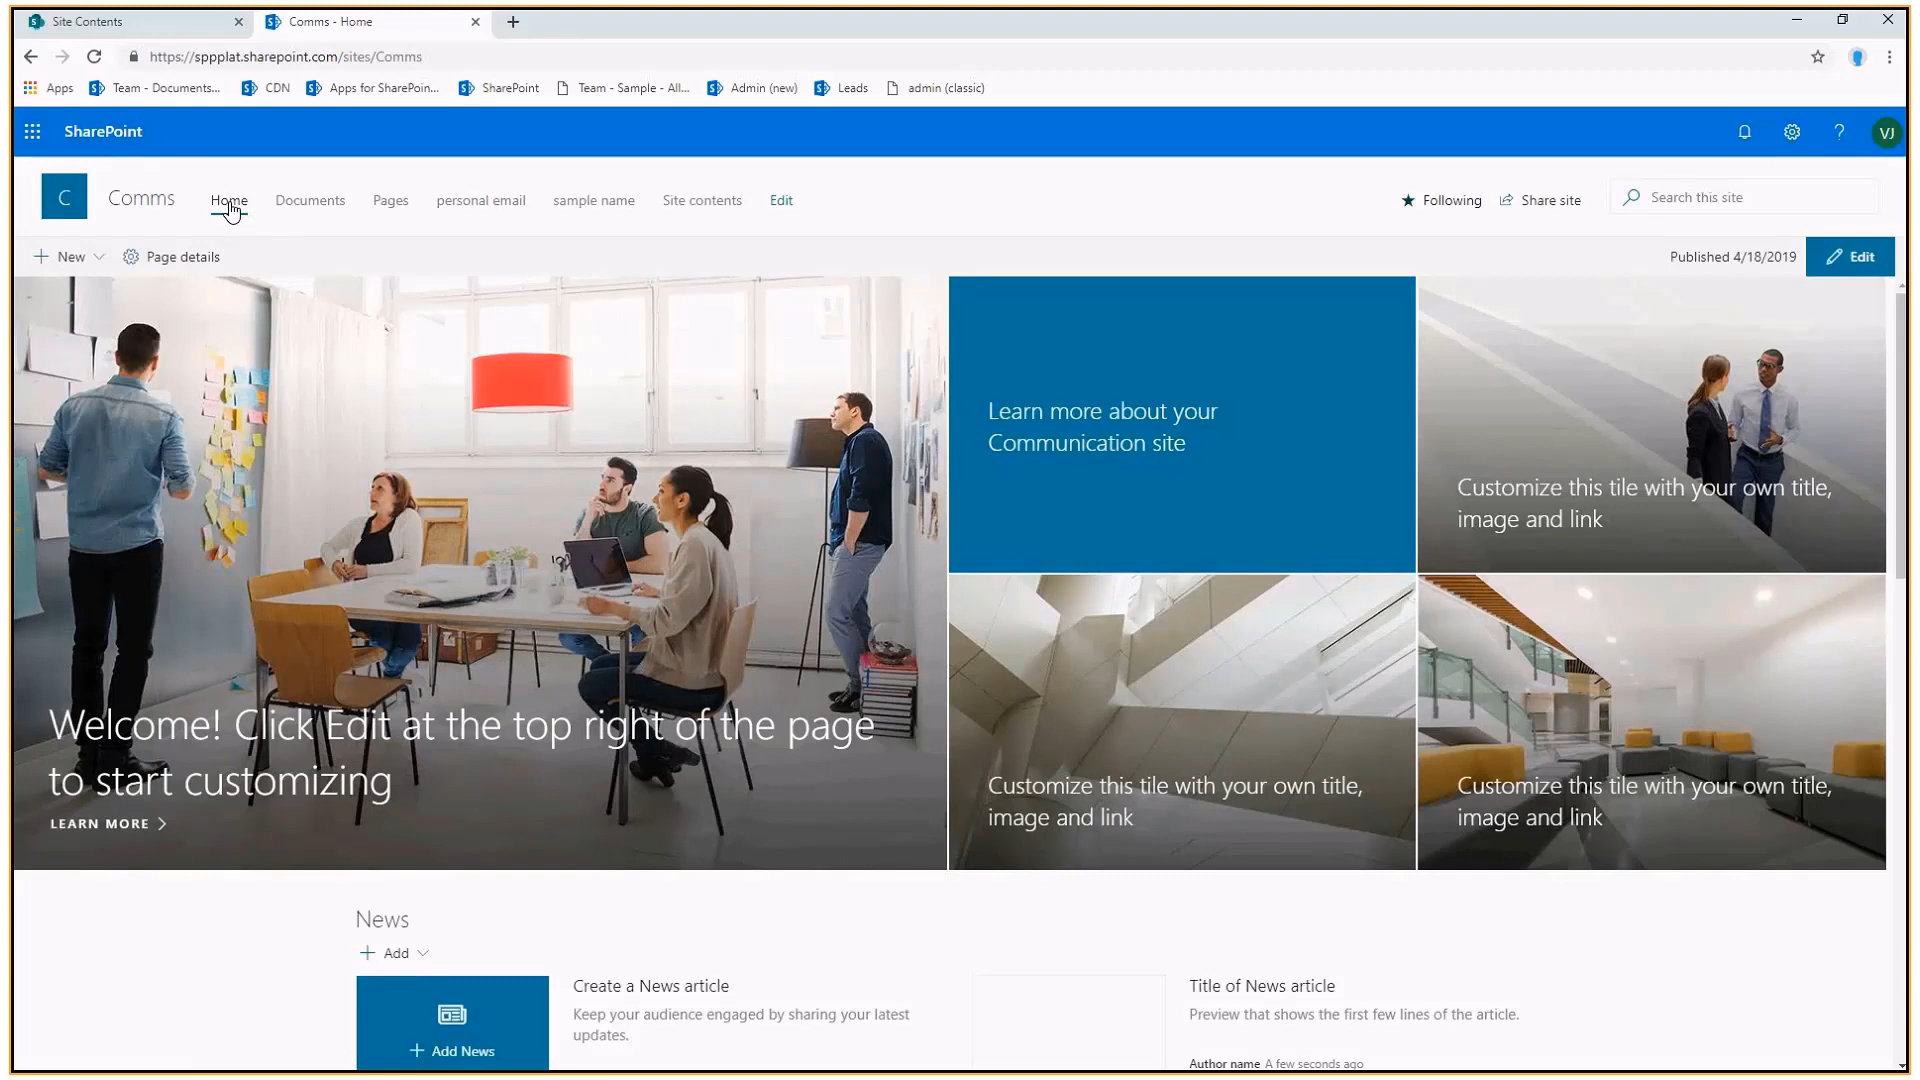 Site Contents
Comms - Home
https://sppplat.sharepoint.com/sites/Comms
Apps
Team - Documents...
CDN
Apps for SharePoin...
SharePoint
Team - Sample - All...
Admin (new)
Leads
admin (classic)
SharePoint
VJ
C
Comms
Home
Documents
Pages
personal email
sample name
Site contents
Edit
Following
Share site
Search this site
New
Page details
Published 4/18/2019
Edit
Learn more about your
Communication site
Customize this tile with your own title,
image and link
Welcome! Click Edit at the top right of the page
to start customizing
LEARN MORE
Customize this tile with your own title,
image and link
Customize this tile with your own title,
image and link
News
Add
Add News
Create a News article
Keep your audience engaged by sharing your latest
updates.
Title of News article
Preview that shows the first few lines of the article.
Author name A few seconds ago